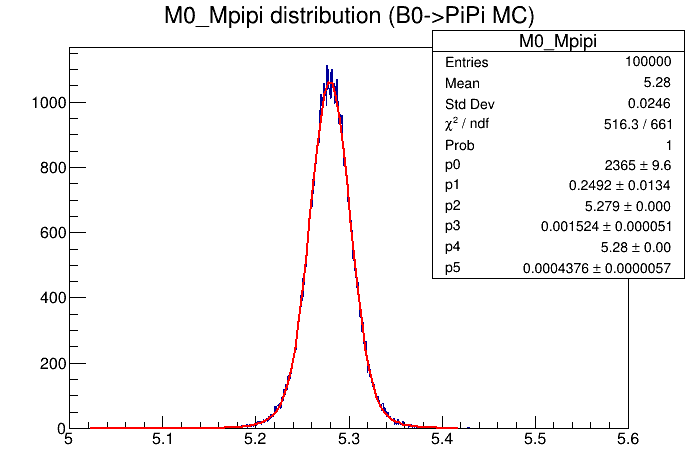 M0_Mpipi distribution (B0->PiPi MC)
M0_Mpipi
Entries 100000
Mean 5.28
Std Dev 0.0246
χ² / ndf 516.3 / 661
Prob 1
p0 2365 ± 9.6
p1 0.2492 ± 0.0134
p2 5.279 ± 0.000
p3 0.001524 ± 0.000051
p4 5.28 ± 0.00
p5 0.0004376 ± 0.0000057
1000
800
600
400
200
0
5 5.1 5.2 5.3 5.4 5.5 5.6